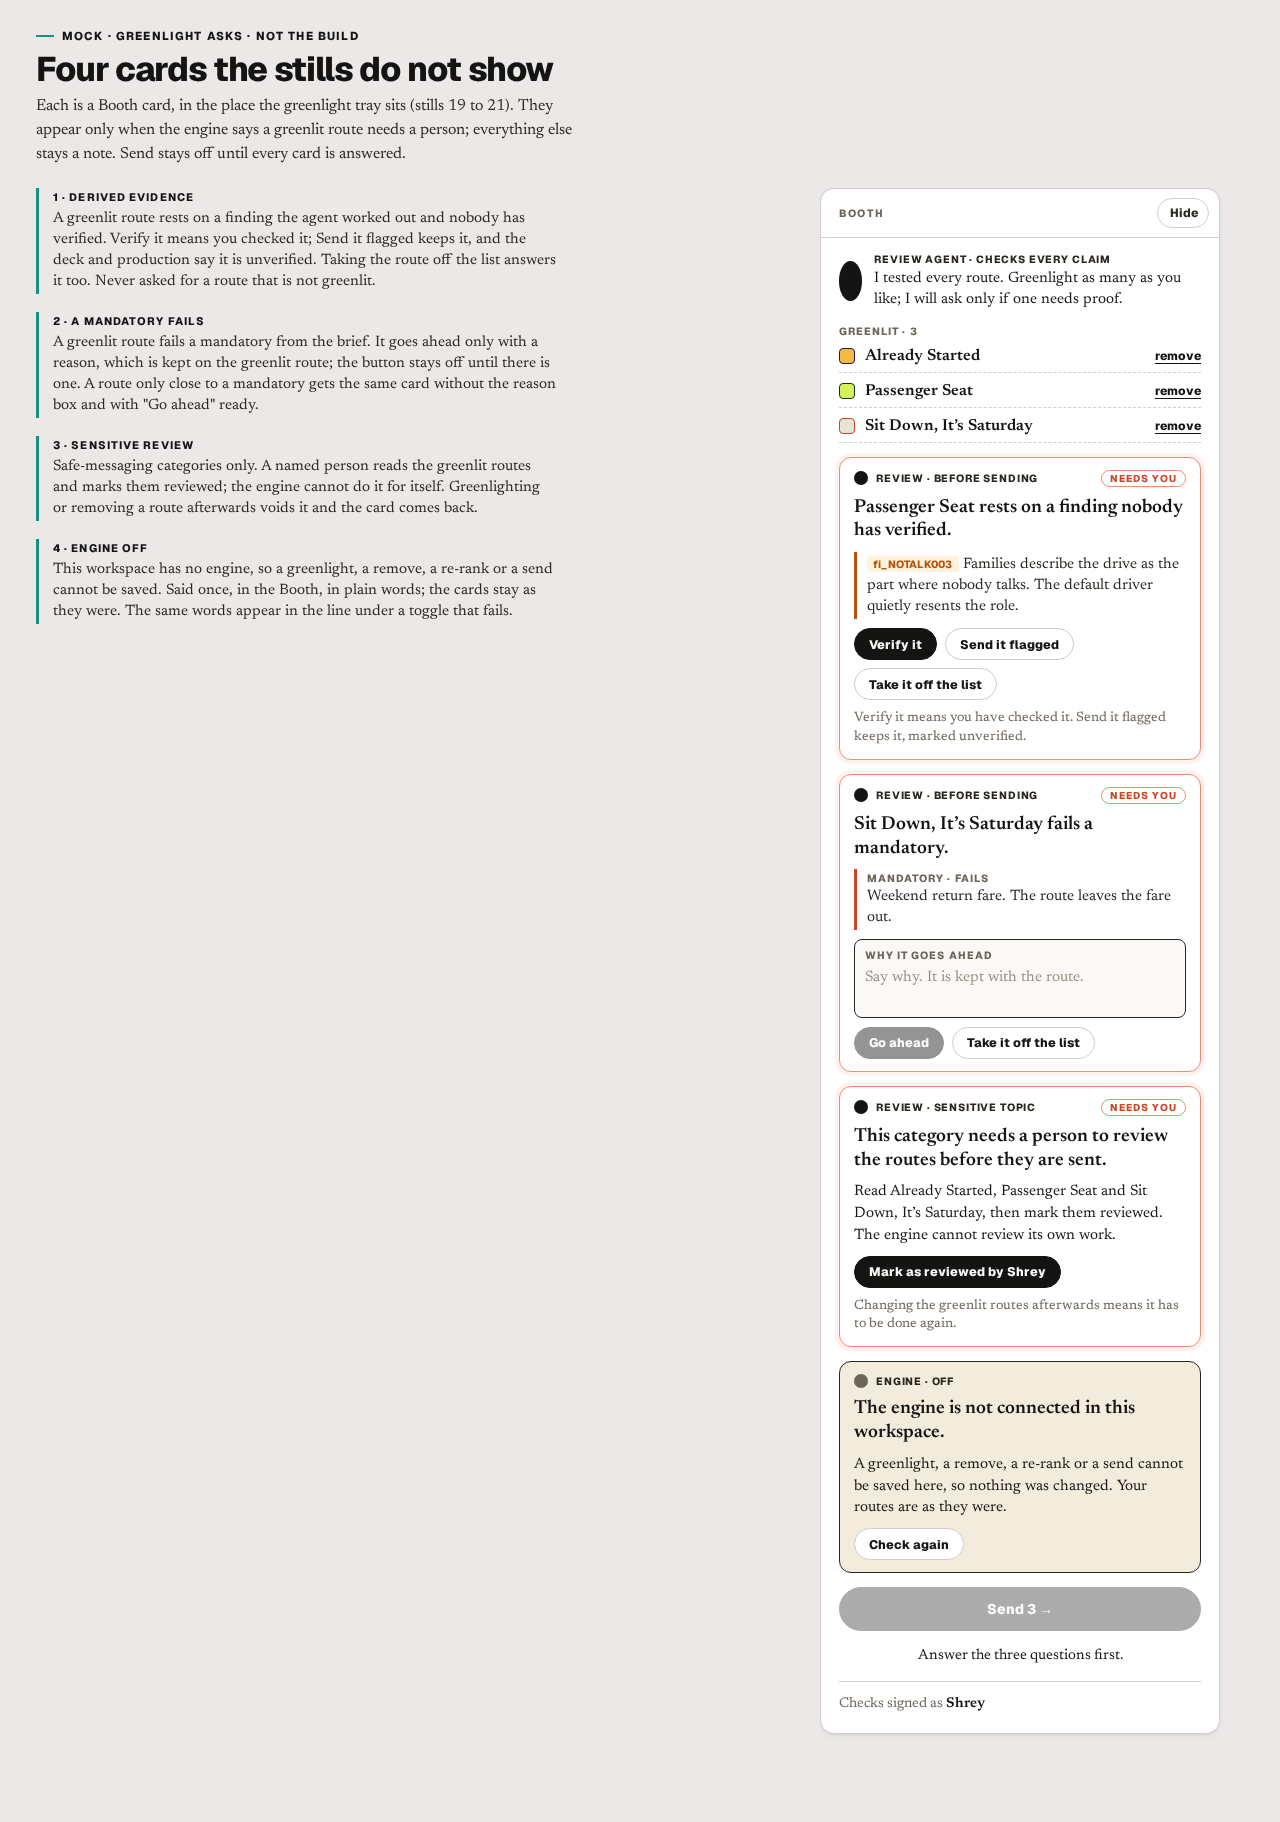 MOCK · GREENLIGHT ASKS · NOT THE BUILD
Four cards the stills do not show
Each is a Booth card, in the place the greenlight tray sits (stills 19 to 21). They
appear only when the engine says a greenlit route needs a person; everything else
stays a note. Send stays off until every card is answered.
1 · DERIVED EVIDENCE
A greenlit route rests on a finding the agent worked out and nobody has
verified. Verify it means you checked it; Send it flagged keeps it, and the
deck and production say it is unverified. Taking the route off the list answers
it too. Never asked for a route that is not greenlit.
2 · A MANDATORY FAILS
A greenlit route fails a mandatory from the brief. It goes ahead only with a
reason, which is kept on the greenlit route; the button stays off until there is
one. A route only close to a mandatory gets the same card without the reason
box and with "Go ahead" ready.
3 · SENSITIVE REVIEW
Safe-messaging categories only. A named person reads the greenlit routes
and marks them reviewed; the engine cannot do it for itself. Greenlighting
or removing a route afterwards voids it and the card comes back.
4 · ENGINE OFF
This workspace has no engine, so a greenlight, a remove, a re-rank or a send
cannot be saved. Said once, in the Booth, in plain words; the cards stay as
they were. The same words appear in the line under a toggle that fails.
BOOTH
Hide
REVIEW AGENT · CHECKS EVERY CLAIM
I tested every route. Greenlight as many as you
like; I will ask only if one needs proof.
GREENLIT · 3
Already Started remove
Passenger Seat remove
Sit Down, It’s Saturday remove
REVIEW · BEFORE SENDING NEEDS YOU
Passenger Seat rests on a finding nobody
has verified.
fi_NOTALK003 Families describe the drive as the
part where nobody talks. The default driver
quietly resents the role.
Verify it Send it flagged
Take it off the list
Verify it means you have checked it. Send it flagged
keeps it, marked unverified.
REVIEW · BEFORE SENDING NEEDS YOU
Sit Down, It’s Saturday fails a
mandatory.
MANDATORY · FAILS
Weekend return fare. The route leaves the fare
out.
WHY IT GOES AHEAD
Say why. It is kept with the route.
Go ahead Take it off the list
REVIEW · SENSITIVE TOPIC NEEDS YOU
This category needs a person to review
the routes before they are sent.
Read Already Started, Passenger Seat and Sit
Down, It’s Saturday, then mark them reviewed.
The engine cannot review its own work.
Mark as reviewed by Shrey
Changing the greenlit routes afterwards means it has
to be done again.
ENGINE · OFF
The engine is not connected in this
workspace.
A greenlight, a remove, a re-rank or a send cannot
be saved here, so nothing was changed. Your
routes are as they were.
Check again
Send 3 →
Answer the three questions first.
Checks signed as Shrey